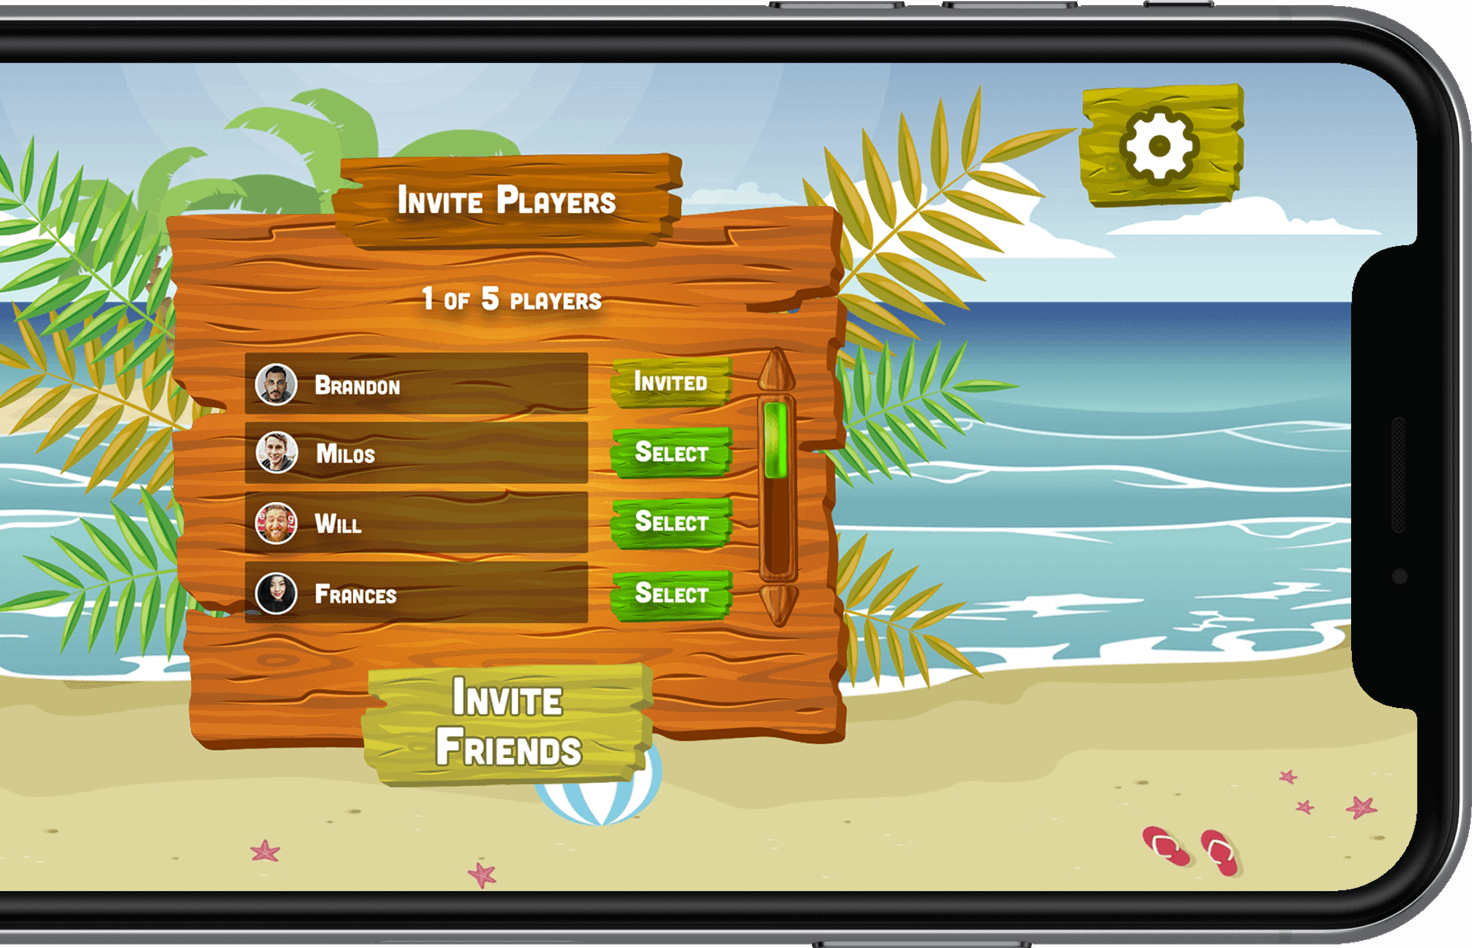 Invite Players
1 of 5 players
Brandon
Invited
Milos
Select
Will
Select
Frances
Select
Invite
Friends